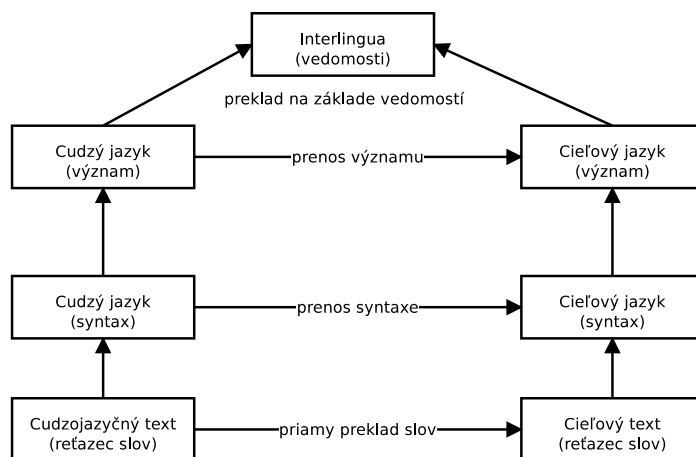 Interlingua
(vedomosti)
preklad na základe vedomostí
Cudzý jazyk
(význam)
prenos významu
Cieľový jazyk
(význam)
Cudzý jazyk
(syntax)
prenos syntaxe
Cieľový jazyk
(syntax)
Cudzojazyčný text
(reťazec slov)
priamy preklad slov
Cieľový text
(reťazec slov)